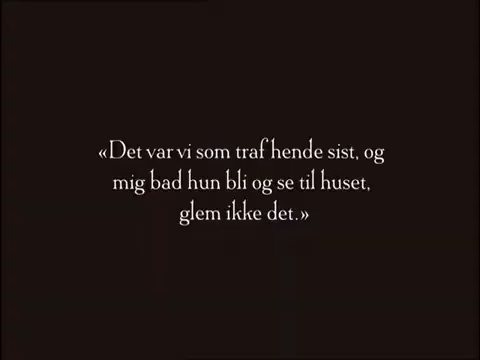 «Det var vi som traf hende sist, og
mig bad hun bli og se til huset,
glem ikke det.»